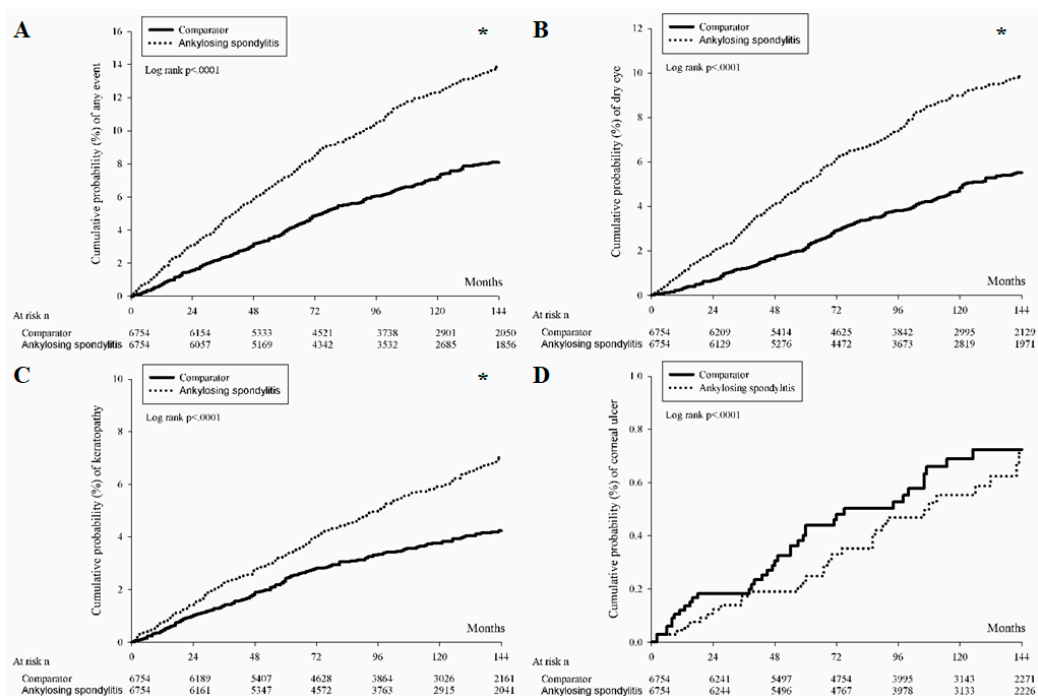 A
Comparator
Ankylosing spondylitis
*
Log rank p<.0001
Cumulative probability (%) of any event
16
14
12
10
8
6
4
2
0
Months
0 24 48 72 96 120 144
At risk n
Comparator 6754 6154 5333 4521 3738 2901 2050
Ankylosing spondylitis 6754 6057 5169 4342 3532 2685 1856
B
Comparator
Ankylosing spondylitis
*
Log rank p<.0001
Cumulative probability (%) of dry eye
12
10
8
6
4
2
0
Months
0 24 48 72 96 120 144
At risk n
Comparator 6754 6209 5414 4625 3842 2995 2129
Ankylosing spondylitis 6754 6129 5276 4472 3673 2819 1971
C
Comparator
Ankylosing spondylitis
*
Log rank p<.0001
Cumulative probability (%) of keratopathy
10
8
6
4
2
0
Months
0 24 48 72 96 120 144
At risk n
Comparator 6754 6189 5407 4628 3864 3026 2161
Ankylosing spondylitis 6754 6161 5347 4572 3763 2915 2041
D
Comparator
Ankylosing spondylitis
Log rank p<.0001
Cumulative probability (%) of corneal ulcer
1.0
0.8
0.6
0.4
0.2
0.0
Months
0 24 48 72 96 120 144
At risk n
Comparator 6754 6241 5497 4754 3995 3143 2271
Ankylosing spondylitis 6754 6244 5496 4767 3978 3153 2226